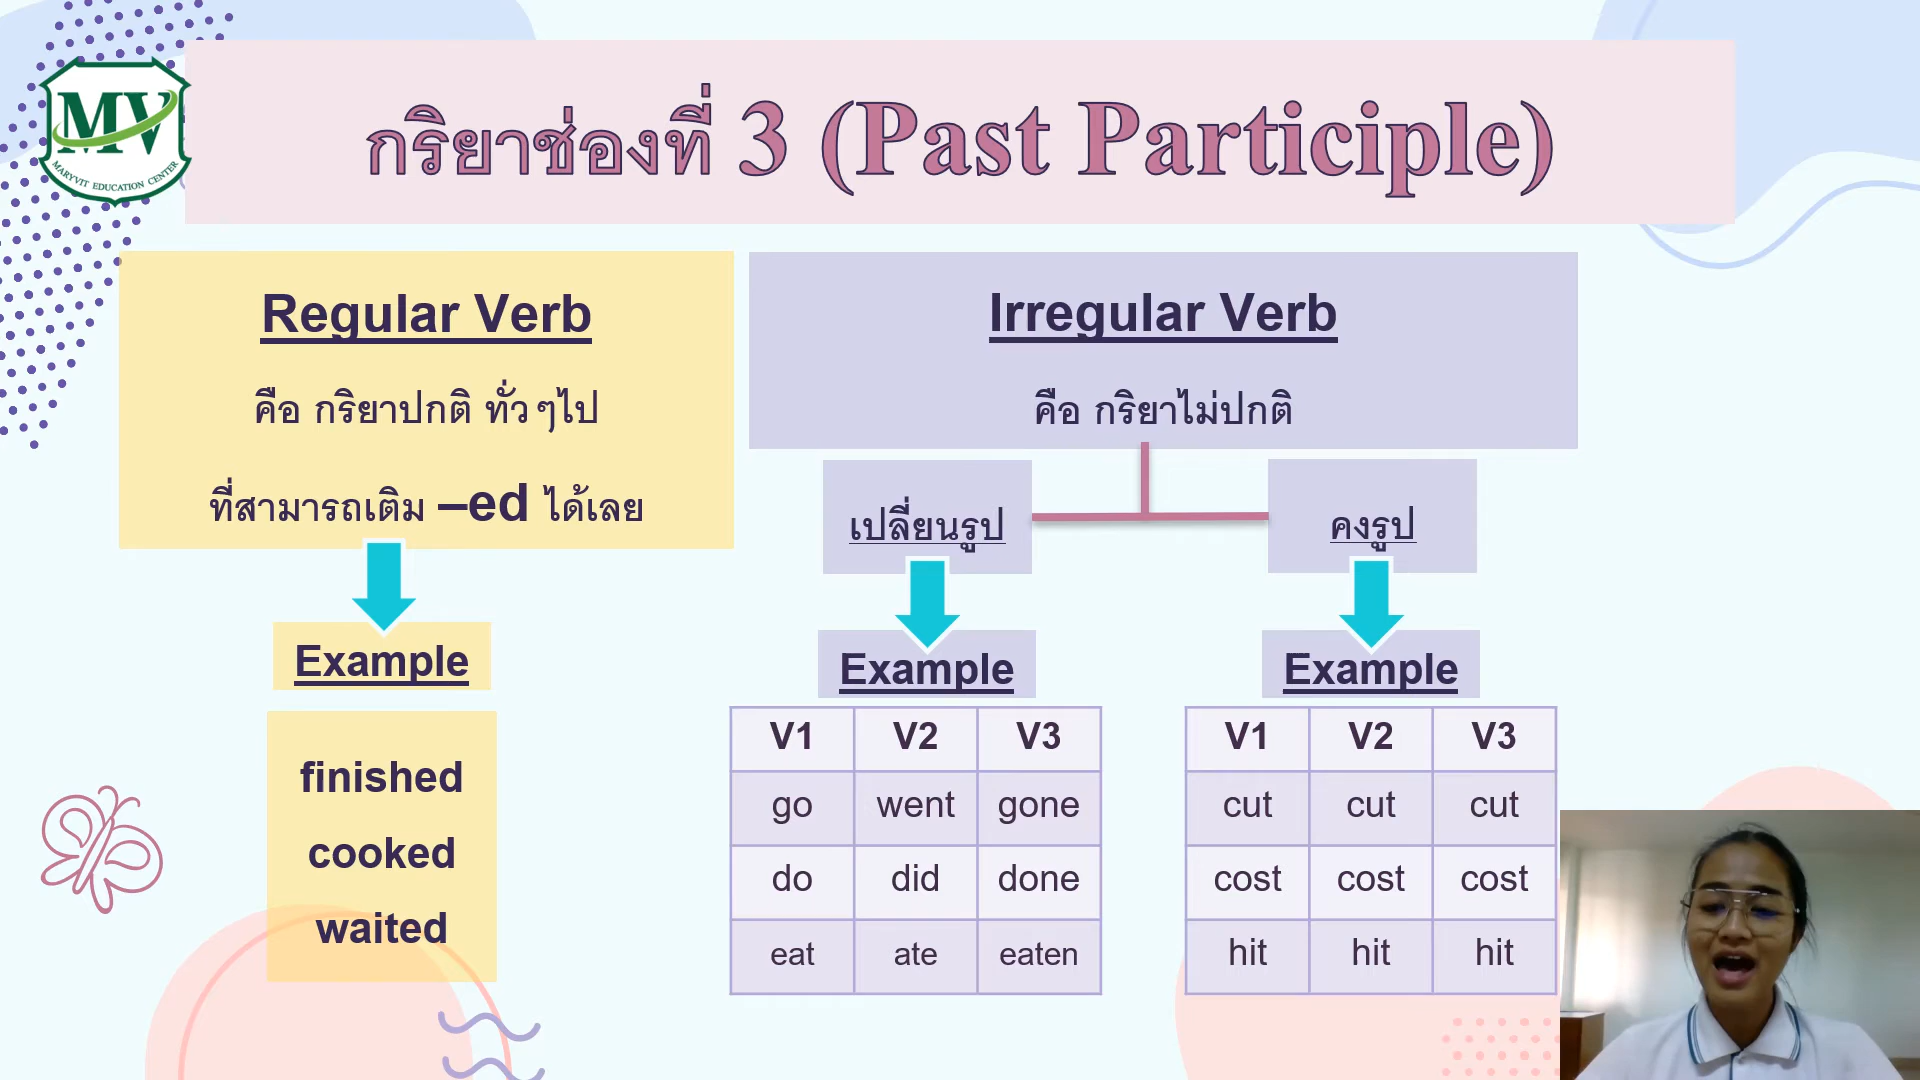 MV
MARYVIT EDUCATION CENTER
กริยาช่องที่ 3 (Past Participle)
Regular Verb
คือ กริยาปกติ ทั่วๆไป
ที่สามารถเติม –ed ได้เลย
Example
finished
cooked
waited
Irregular Verb
คือ กริยาไม่ปกติ
เปลี่ยนรูป
Example
V1 V2 V3
go went gone
do did done
eat ate eaten
คงรูป
Example
V1 V2 V3
cut cut cut
cost cost cost
hit hit hit